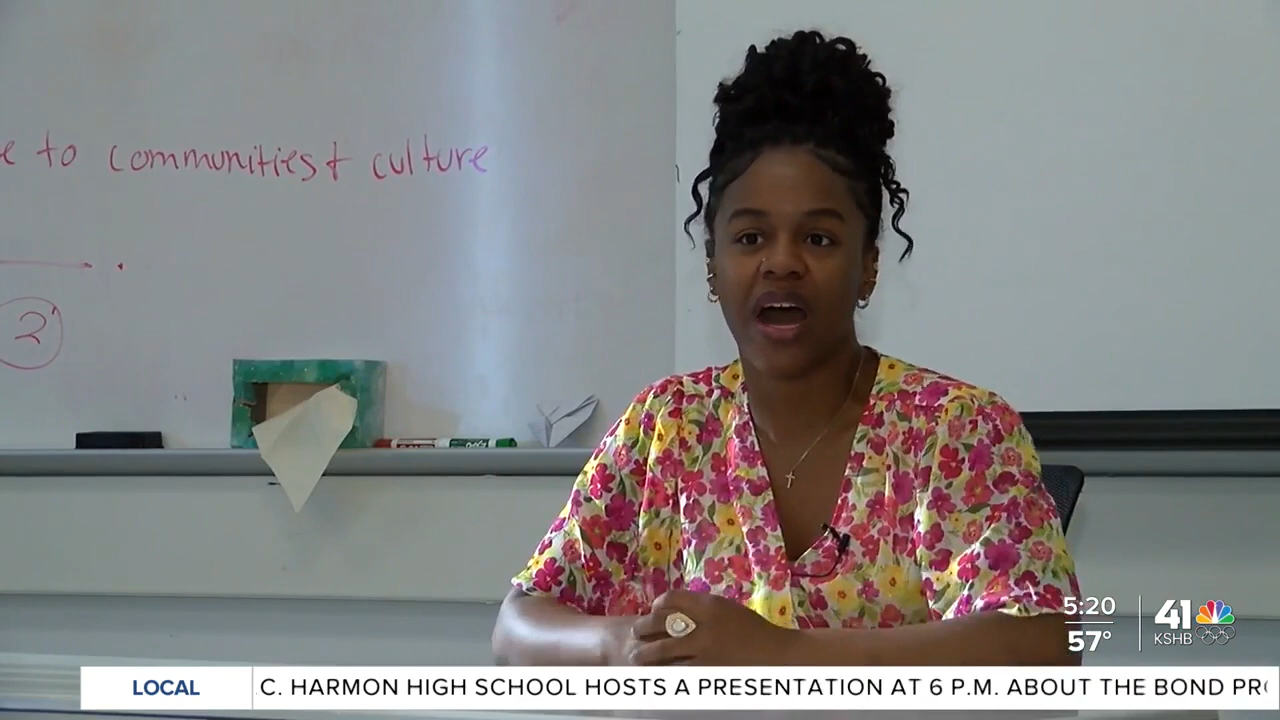 to communities & culture
2
5:20
57°
41
KSHB
LOCAL
C. HARMON HIGH SCHOOL HOSTS A PRESENTATION AT 6 P.M. ABOUT THE BOND